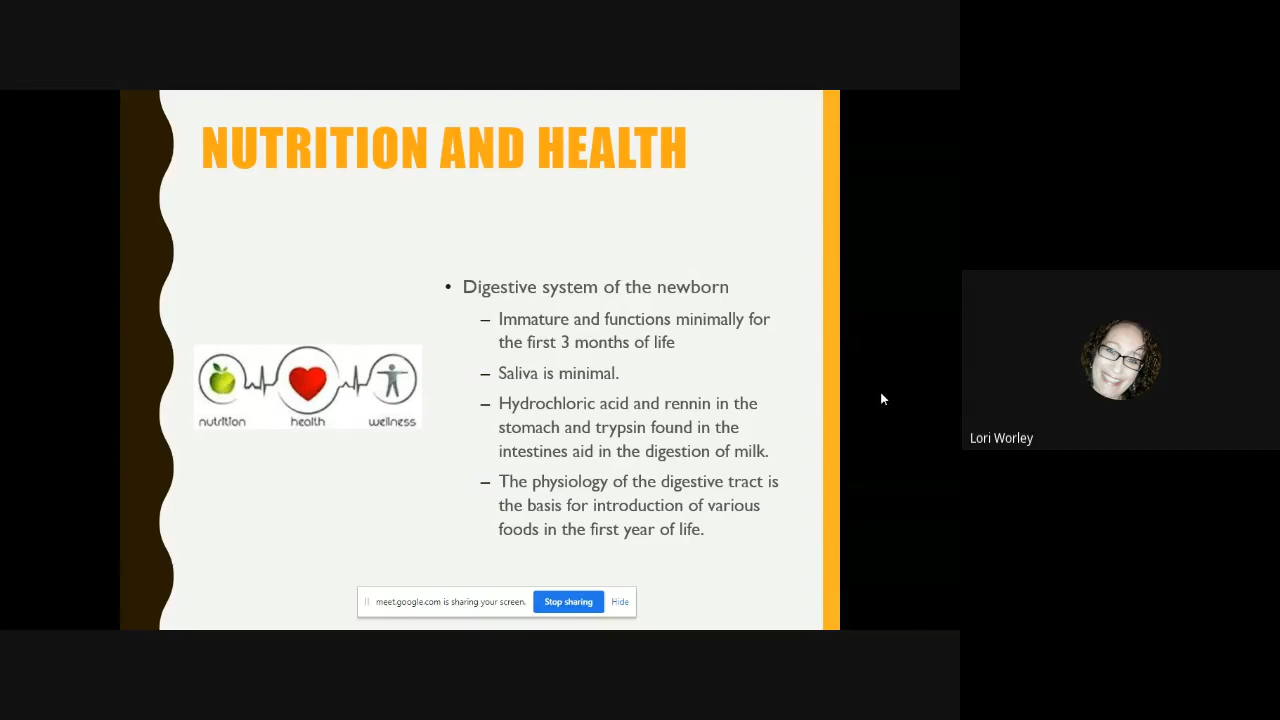 NUTRITION AND HEALTH
• Digestive system of the newborn
– Immature and functions minimally for
the first 3 months of life
– Saliva is minimal.
– Hydrochloric acid and rennin in the
stomach and trypsin found in the
intestines aid in the digestion of milk.
– The physiology of the digestive tract is
the basis for introduction of various
foods in the first year of life.
nutrition health wellness
meet.google.com is sharing your screen. Stop sharing Hide
Lori Worley